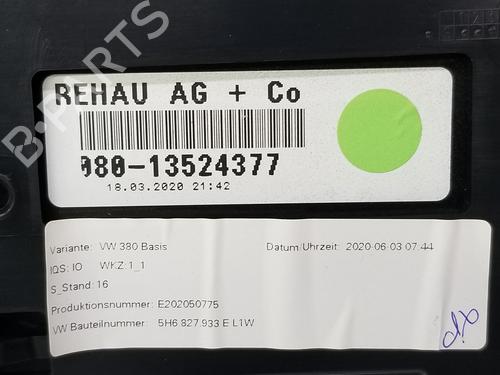 REHAU AG + Co
080-13524377
18.03.2020 21:42
Variante: VW 380 Basis
Datum/Uhrzeit: 2020-06-03 07:44
IQS: IO WKZ:1_1
S_Stand: 16
Produktionsnummer: E202050775
VW Bauteilnummer: 5H6 827 933 E L1W
B-PARTS